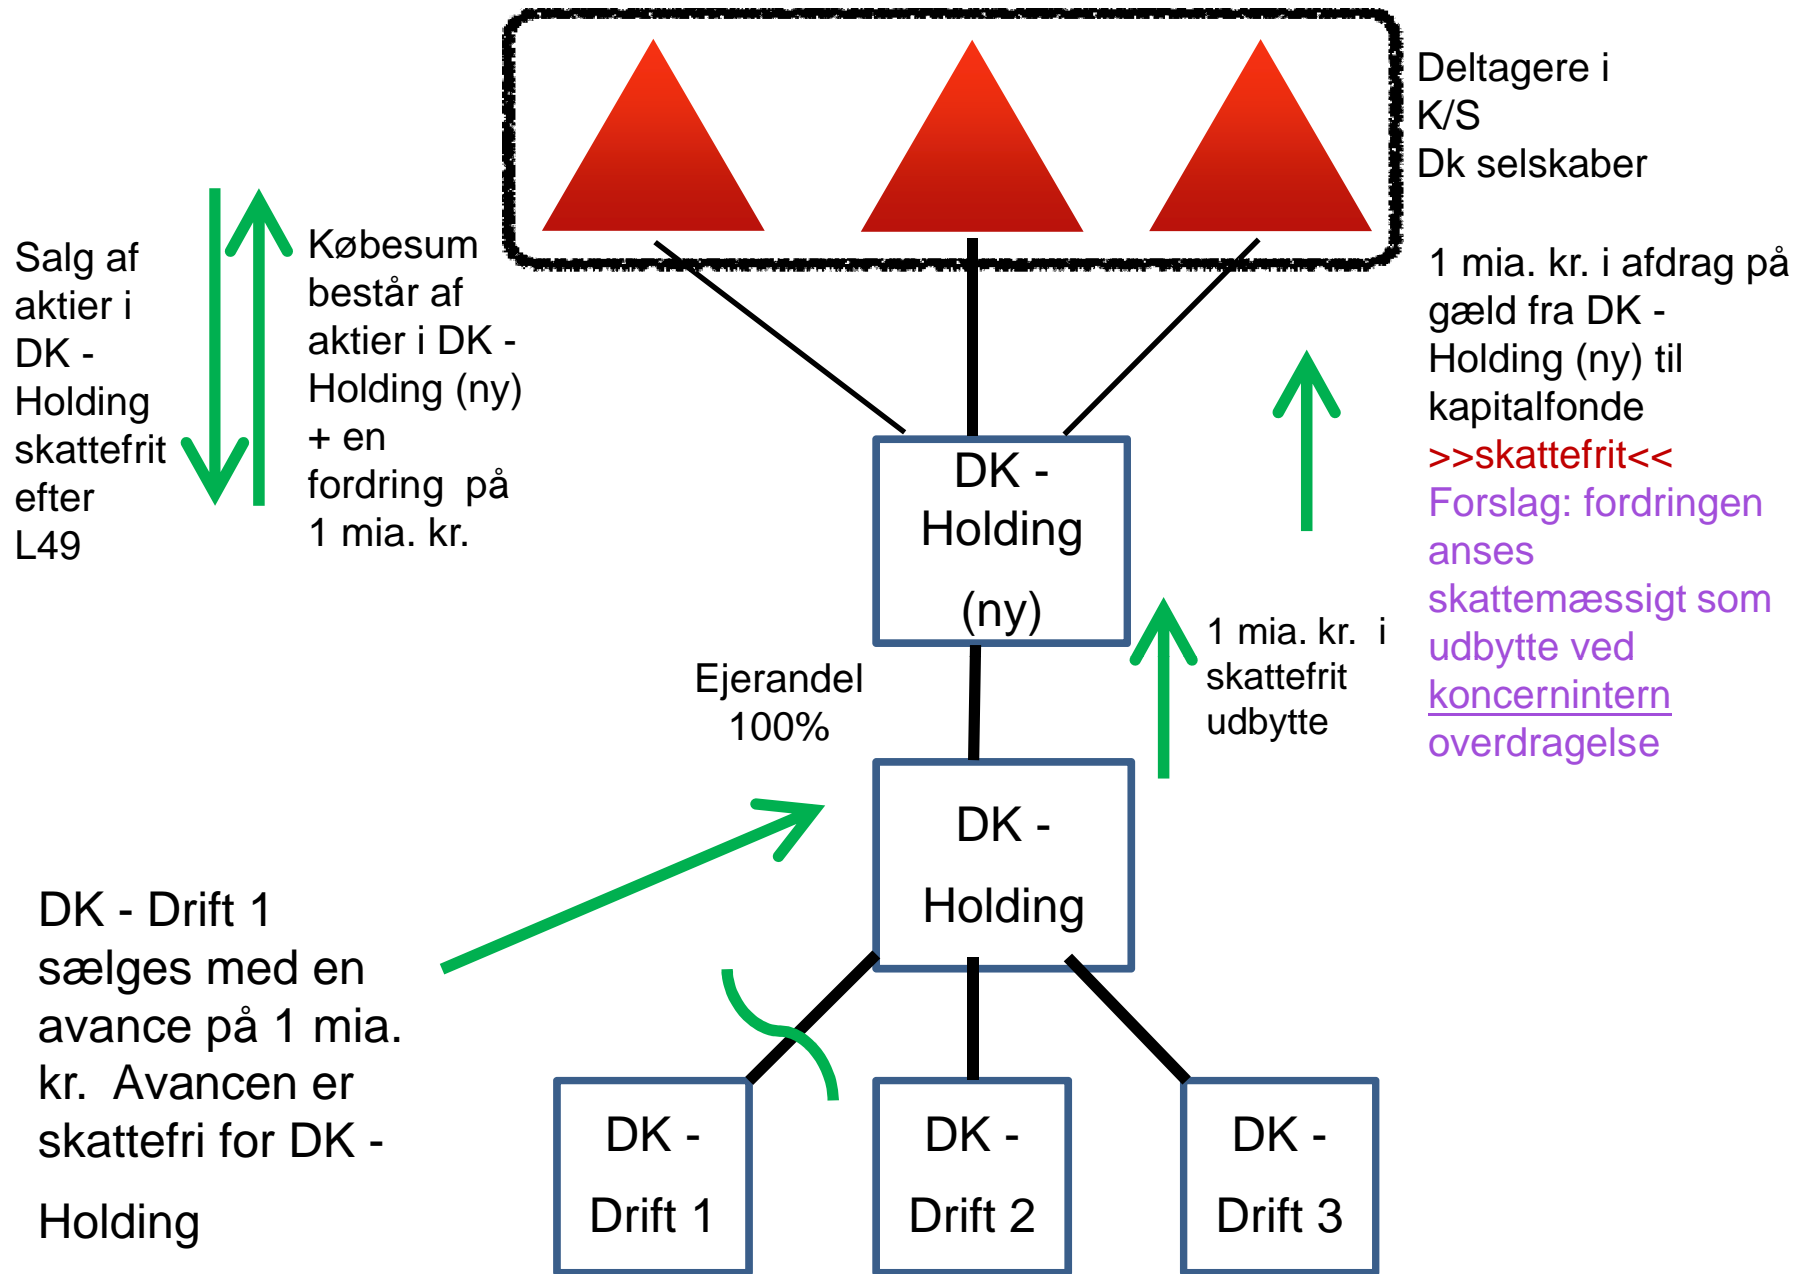 Deltagere i
K/S
Dk selskaber
Salg af
aktier i
DK -
Holding
skattefrit
efter
L49
Købesum
består af
aktier i DK -
Holding (ny)
+ en
fordring  på
1 mia. kr.
1 mia. kr. i afdrag på
gæld fra DK -
Holding (ny) til
kapitalfonde
>>skattefrit<<
Forslag: fordringen
anses
skattemæssigt som
udbytte ved
koncernintern
overdragelse
DK -
Holding
(ny)
1 mia. kr.  i
skattefrit
udbytte
Ejerandel
100%
DK -
Holding
DK - Drift 1
sælges med en
avance på 1 mia.
kr.  Avancen er
skattefri for DK -
Holding
DK -
Drift 1
DK -
Drift 2
DK -
Drift 3